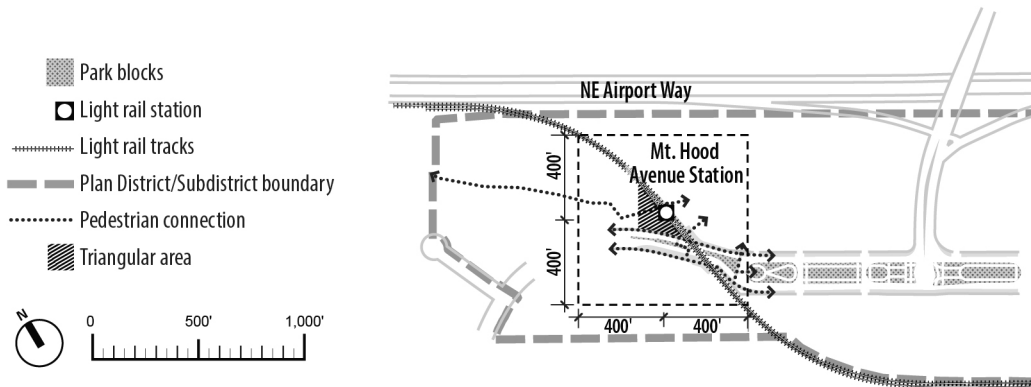 Park blocks
Light rail station
Light rail tracks
Plan District/Subdistrict boundary
Pedestrian connection
Triangular area
N
0 500' 1,000'
NE Airport Way
Mt. Hood
Avenue Station
400'
400'
400' 400'